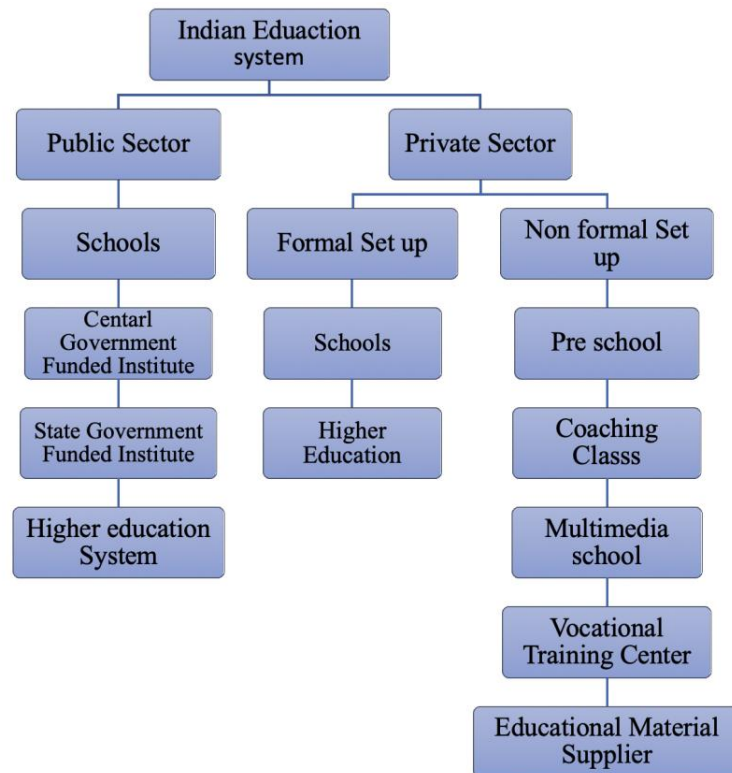 Indian Eduaction
system
Public Sector
Private Sector
Schools
Formal Set up
Non formal Set
up
Centarl
Government
Funded Institute
Schools
Pre school
State Government
Funded Institute
Higher
Education
Coaching
Classs
Higher education
System
Multimedia
school
Vocational
Training Center
Educational Material
Supplier